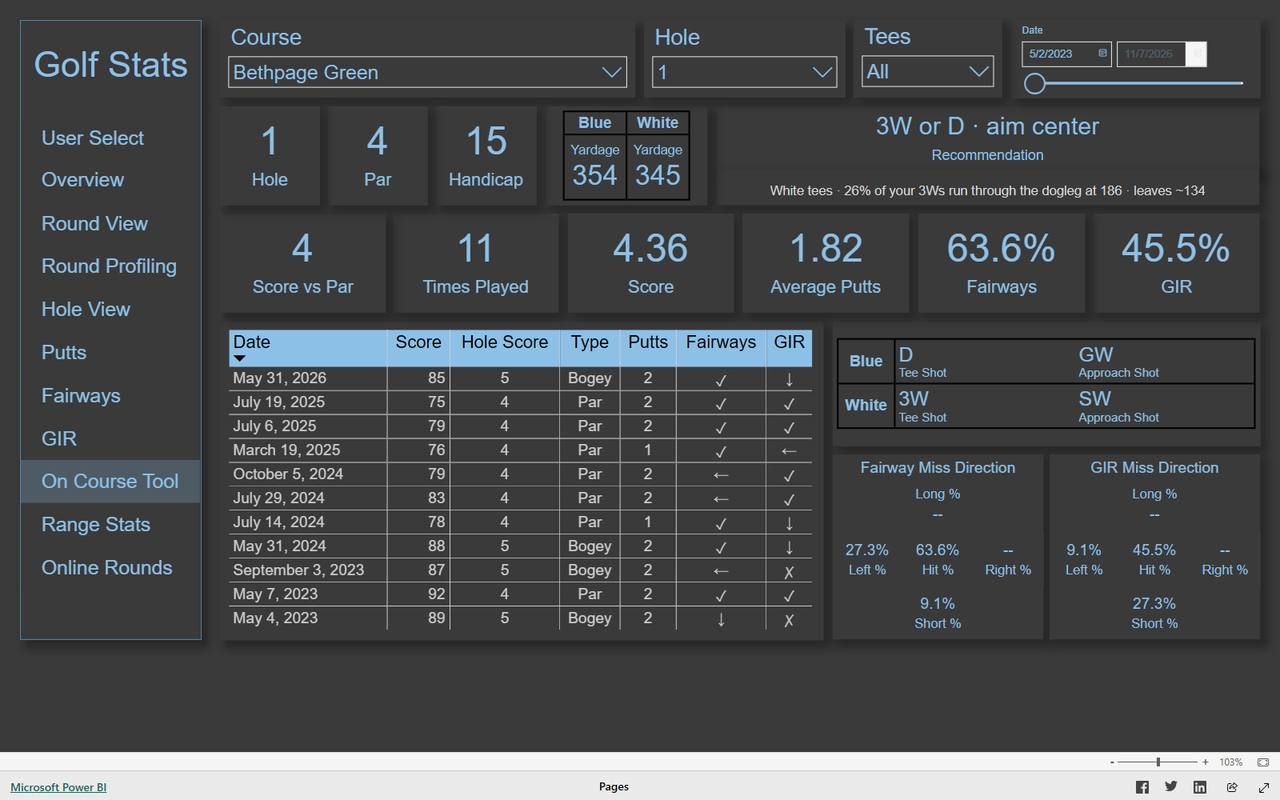 Golf Stats
User Select
Overview
Round View
Round Profiling
Hole View
Putts
Fairways
GIR
On Course Tool
Range Stats
Online Rounds
Course
Bethpage Green
Hole
1
Tees
All
Date
5/2/2023 11/7/2026
1
Hole
4
Par
15
Handicap
Blue White
Yardage Yardage
354 345
3W or D · aim center
Recommendation
White tees · 26% of your 3Ws run through the dogleg at 186 · leaves ~134
4
Score vs Par
11
Times Played
4.36
Score
1.82
Average Putts
63.6%
Fairways
45.5%
GIR
Date Score Hole Score Type Putts Fairways GIR
May 31, 2026 85 5 Bogey 2 ✓ ↓
July 19, 2025 75 4 Par 2 ✓ ✓
July 6, 2025 79 4 Par 2 ✓ ✓
March 19, 2025 76 4 Par 1 ✓ ←
October 5, 2024 79 4 Par 2 ← ✓
July 29, 2024 83 4 Par 2 ← ✓
July 14, 2024 78 4 Par 1 ✓ ↓
May 31, 2024 88 5 Bogey 2 ✓ ↓
September 3, 2023 87 5 Bogey 2 ← ✗
May 7, 2023 92 4 Par 2 ✓ ✓
May 4, 2023 89 5 Bogey 2 ↓ ✗
Blue D GW
Tee Shot Approach Shot
White 3W SW
Tee Shot Approach Shot
Fairway Miss Direction
Long %
--
27.3% 63.6% --
Left % Hit % Right %
9.1%
Short %
GIR Miss Direction
Long %
--
9.1% 45.5% --
Left % Hit % Right %
27.3%
Short %
- + 103%
Microsoft Power BI
Pages